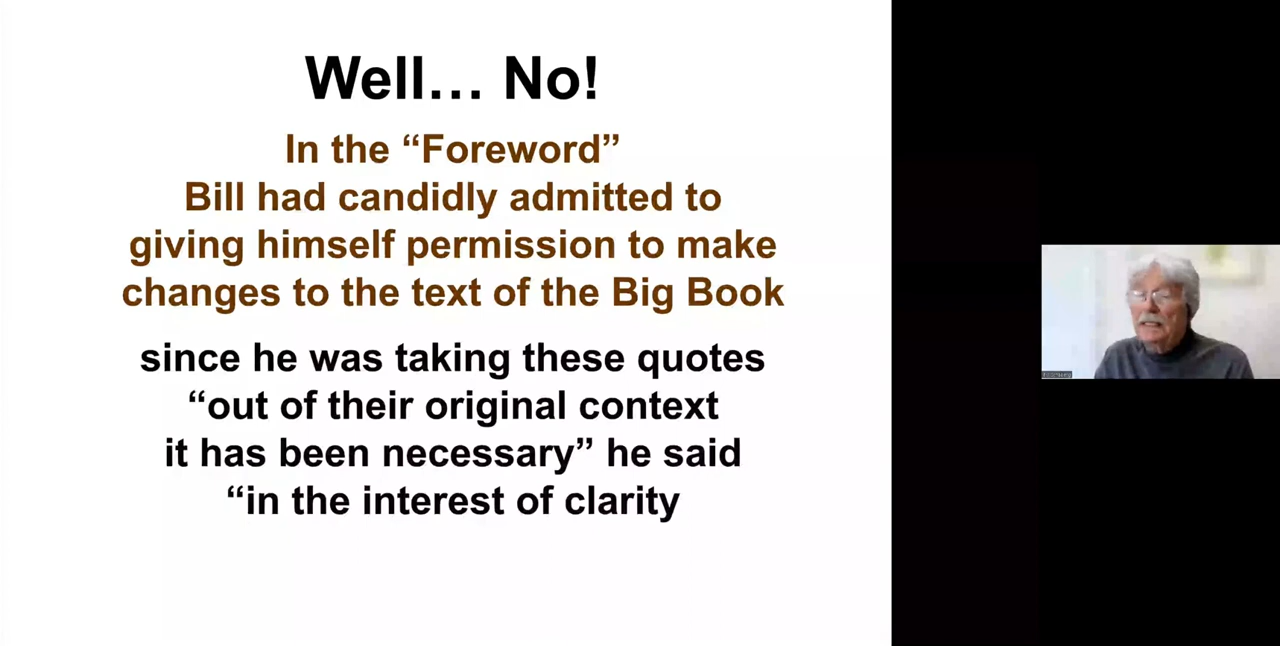 Well… No!
In the “Foreword”
Bill had candidly admitted to
giving himself permission to make
changes to the text of the Big Book
since he was taking these quotes
“out of their original context
it has been necessary” he said
“in the interest of clarity